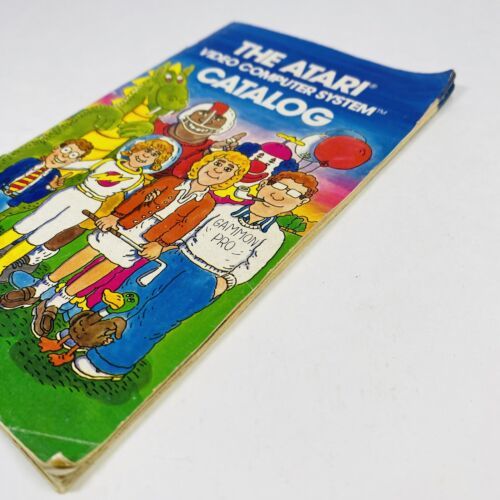 THE ATARI®
VIDEO COMPUTER SYSTEM™
CATALOG
GAMMON
PRO